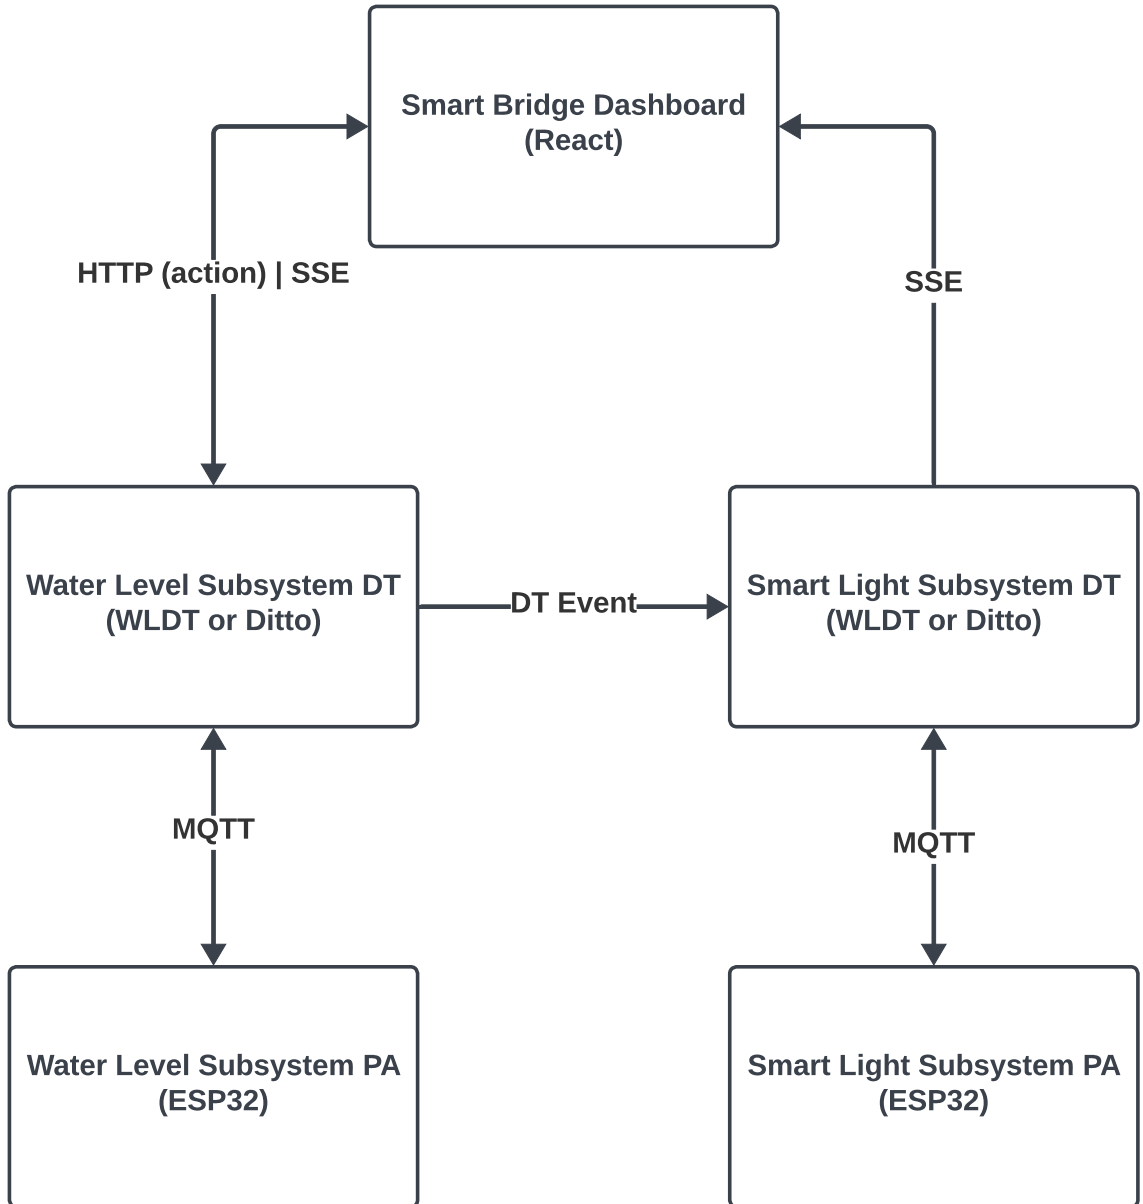 Smart Bridge Dashboard
(React)
HTTP (action) | SSE
SSE
Water Level Subsystem DT
(WLDT or Ditto)
DT Event
Smart Light Subsystem DT
(WLDT or Ditto)
MQTT
MQTT
Water Level Subsystem PA
(ESP32)
Smart Light Subsystem PA
(ESP32)